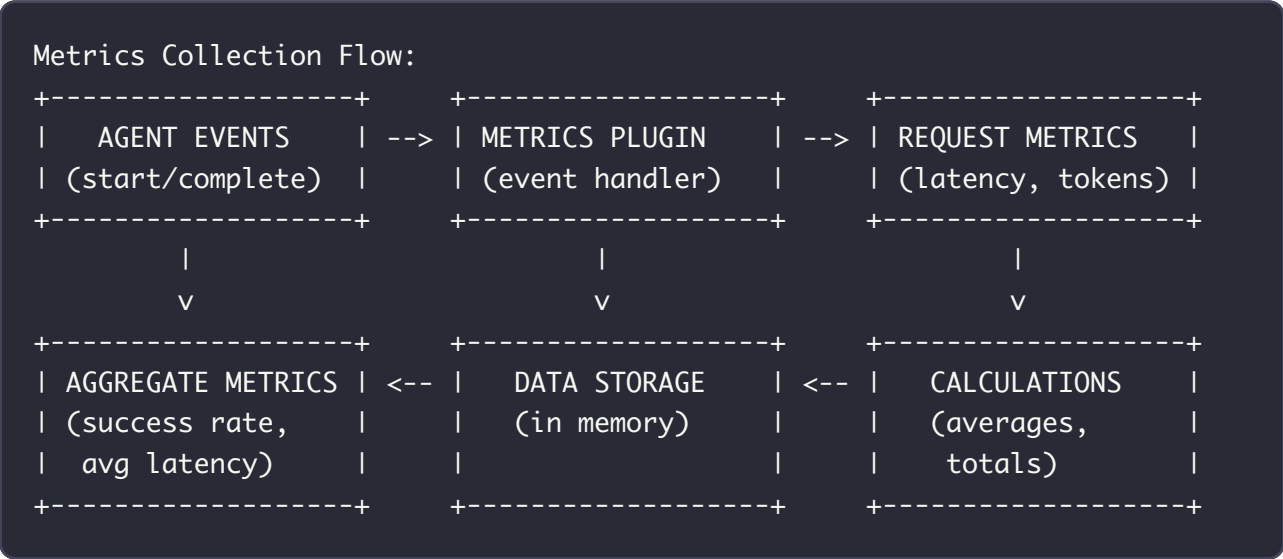 Metrics Collection Flow:
+-------------------+     +-------------------+     +-------------------+
|   AGENT EVENTS    | --> | METRICS PLUGIN    | --> | REQUEST METRICS   |
| (start/complete)  |     | (event handler)   |     | (latency, tokens) |
+-------------------+     +-------------------+     +-------------------+
         |                         |                         |
         v                         v                         v
+-------------------+     +-------------------+     +-------------------+
| AGGREGATE METRICS | <-- |   DATA STORAGE    | <-- |   CALCULATIONS    |
| (success rate,    |     |   (in memory)     |     |   (averages,      |
|  avg latency)     |     |                   |     |    totals)        |
+-------------------+     +-------------------+     +-------------------+